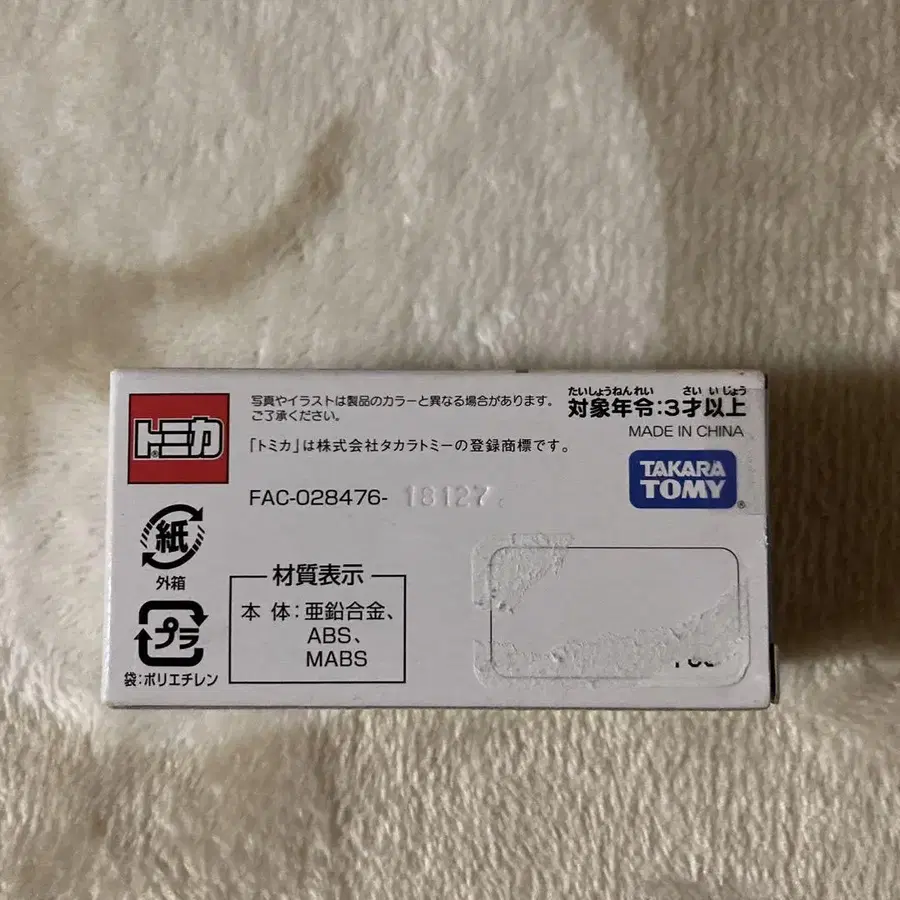 トミカ
®
写真やイラストは製品のカラーと異なる場合があります。
ご了承ください。
「トミカ」は株式会社タカラトミーの登録商標です。
たいしょうねんれい さいいじょう
対象年令:3才以上
MADE IN CHINA
TAKARA
TOMY®
FAC-028476- 18127
紙
外箱
プラ
袋:ポリエチレン
材質表示
本 体:亜鉛合金、
ABS、
MABS